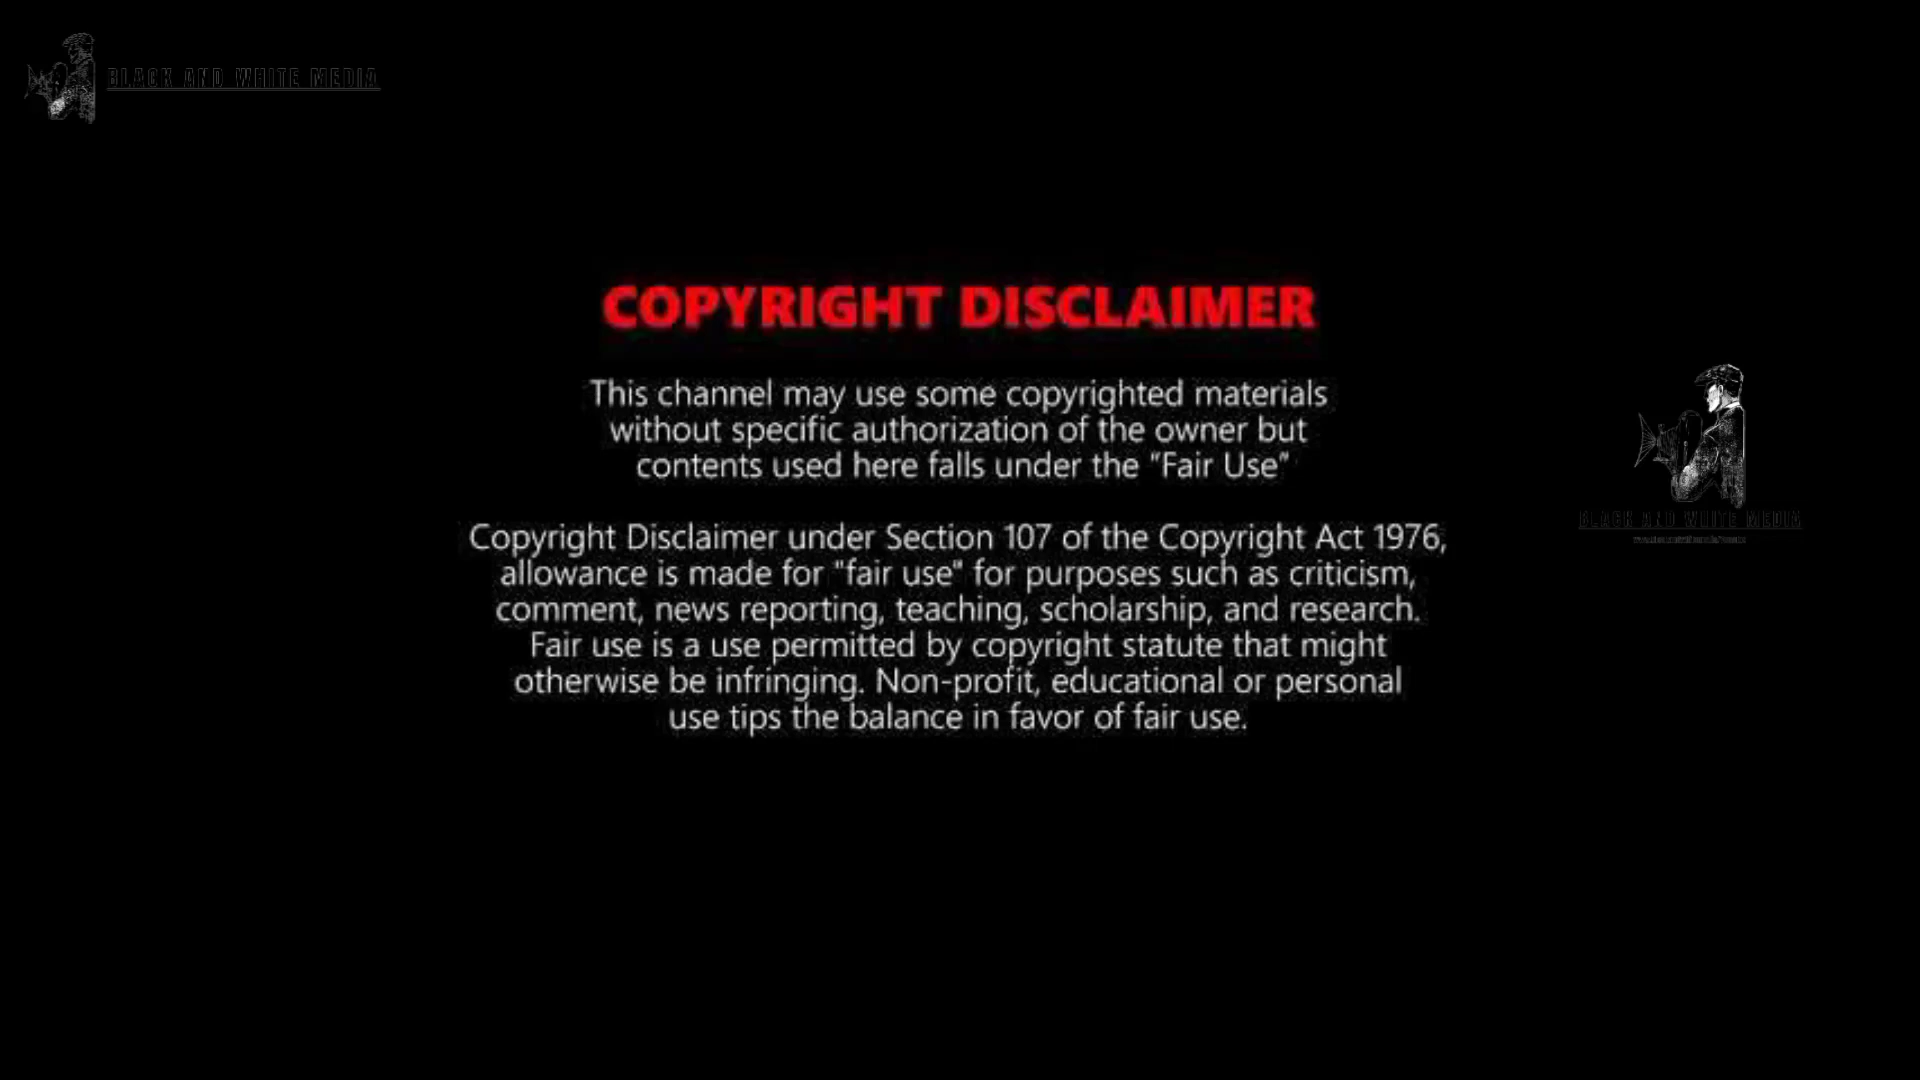 BLACK AND WHITE MEDIA
COPYRIGHT DISCLAIMER
This channel may use some copyrighted materials
without specific authorization of the owner but
contents used here falls under the "Fair Use"
Copyright Disclaimer under Section 107 of the Copyright Act 1976,
allowance is made for "fair use" for purposes such as criticism,
comment, news reporting, teaching, scholarship, and research.
Fair use is a use permitted by copyright statute that might
otherwise be infringing. Non-profit, educational or personal
use tips the balance in favor of fair use.
BLACK AND WHITE MEDIA